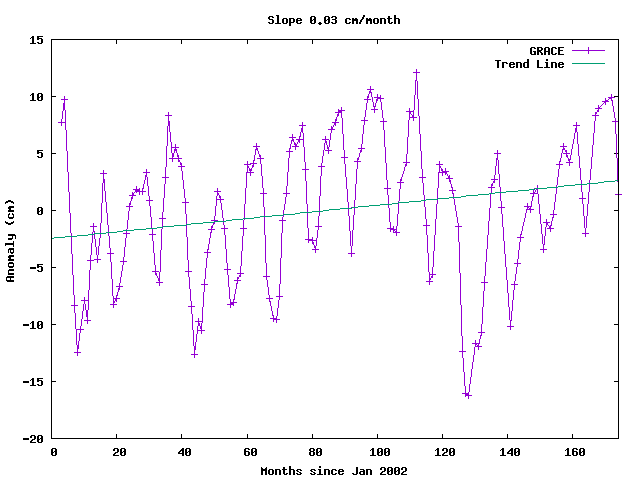 Slope 0.03 cm/month
15
10
5
0
-5
-10
-15
-20
Anomaly (cm)
GRACE
Trend Line
0 20 40 60 80 100 120 140 160
Months since Jan 2002